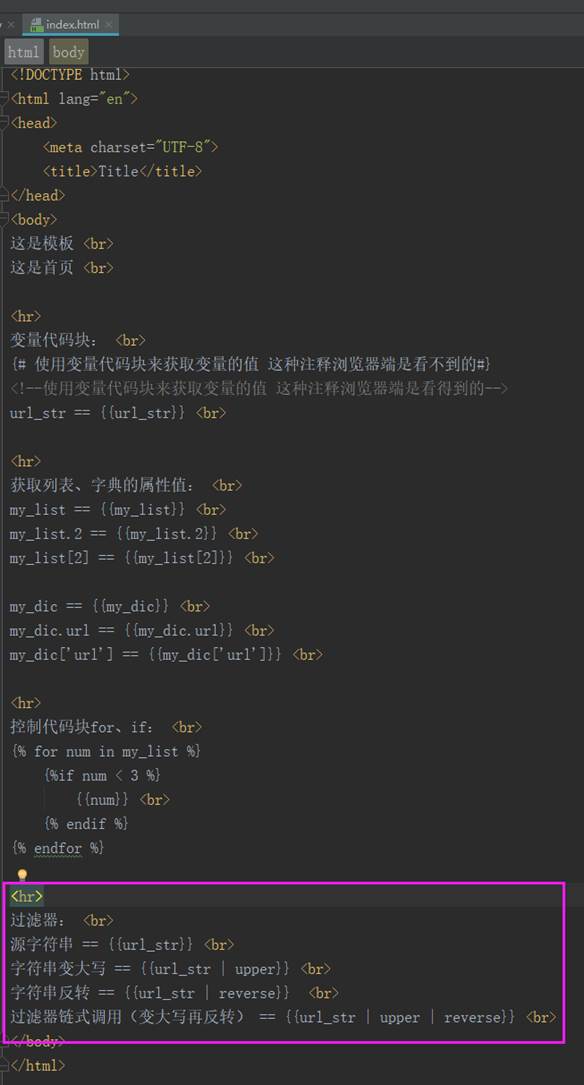 index.html
html body
<!DOCTYPE html>
<html lang="en">
<head>
    <meta charset="UTF-8">
    <title>Title</title>
</head>
<body>
这是模板 <br>
这是首页 <br>
<hr>
变量代码块： <br>
{# 使用变量代码块来获取变量的值 这种注释浏览器端是看不到的#}
<!--使用变量代码块来获取变量的值 这种注释浏览器端是看得到的-->
url_str == {{url_str}} <br>
<hr>
获取列表、字典的属性值： <br>
my_list == {{my_list}} <br>
my_list.2 == {{my_list.2}} <br>
my_list[2] == {{my_list[2]}} <br>
my_dic == {{my_dic}} <br>
my_dic.url == {{my_dic.url}} <br>
my_dic['url'] == {{my_dic['url']}} <br>
<hr>
控制代码块for、if： <br>
{% for num in my_list %}
    {%if num < 3 %}
        {{num}} <br>
    {% endif %}
{% endfor %}
<hr>
过滤器： <br>
源字符串 == {{url_str}} <br>
字符串变大写 == {{url_str | upper}} <br>
字符串反转 == {{url_str | reverse}}  <br>
过滤器链式调用（变大写再反转） == {{url_str | upper | reverse}} <br>
</body>
</html>